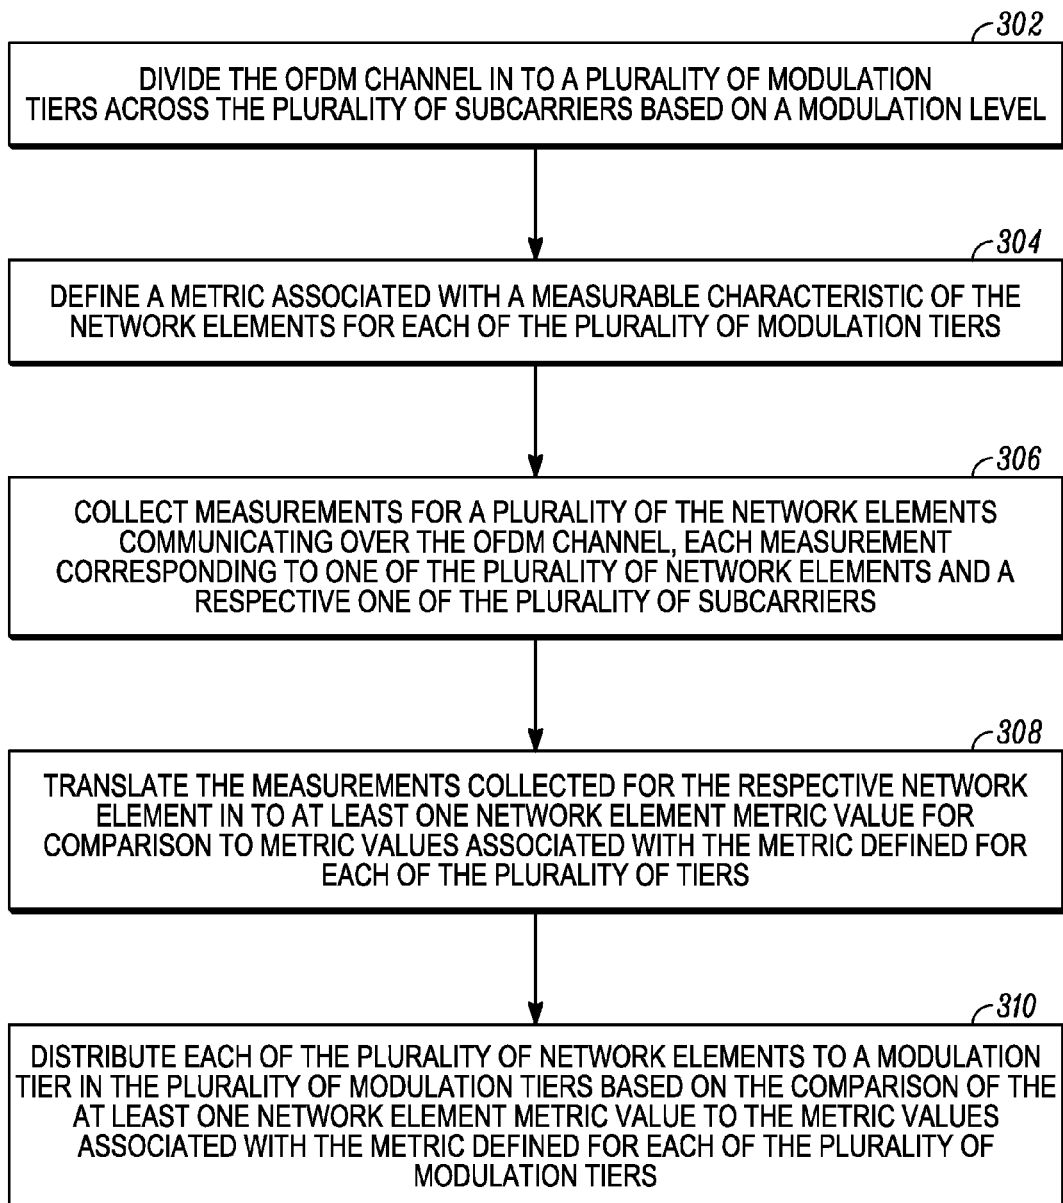 302
DIVIDE THE OFDM CHANNEL IN TO A PLURALITY OF MODULATION
TIERS ACROSS THE PLURALITY OF SUBCARRIERS BASED ON A MODULATION LEVEL
304
DEFINE A METRIC ASSOCIATED WITH A MEASURABLE CHARACTERISTIC OF THE
NETWORK ELEMENTS FOR EACH OF THE PLURALITY OF MODULATION TIERS
306
COLLECT MEASUREMENTS FOR A PLURALITY OF THE NETWORK ELEMENTS
COMMUNICATING OVER THE OFDM CHANNEL, EACH MEASUREMENT
CORRESPONDING TO ONE OF THE PLURALITY OF NETWORK ELEMENTS AND A
RESPECTIVE ONE OF THE PLURALITY OF SUBCARRIERS
308
TRANSLATE THE MEASUREMENTS COLLECTED FOR THE RESPECTIVE NETWORK
ELEMENT IN TO AT LEAST ONE NETWORK ELEMENT METRIC VALUE FOR
COMPARISON TO METRIC VALUES ASSOCIATED WITH THE METRIC DEFINED FOR
EACH OF THE PLURALITY OF TIERS
310
DISTRIBUTE EACH OF THE PLURALITY OF NETWORK ELEMENTS TO A MODULATION
TIER IN THE PLURALITY OF MODULATION TIERS BASED ON THE COMPARISON OF THE
AT LEAST ONE NETWORK ELEMENT METRIC VALUE TO THE METRIC VALUES
ASSOCIATED WITH THE METRIC DEFINED FOR EACH OF THE PLURALITY OF
MODULATION TIERS